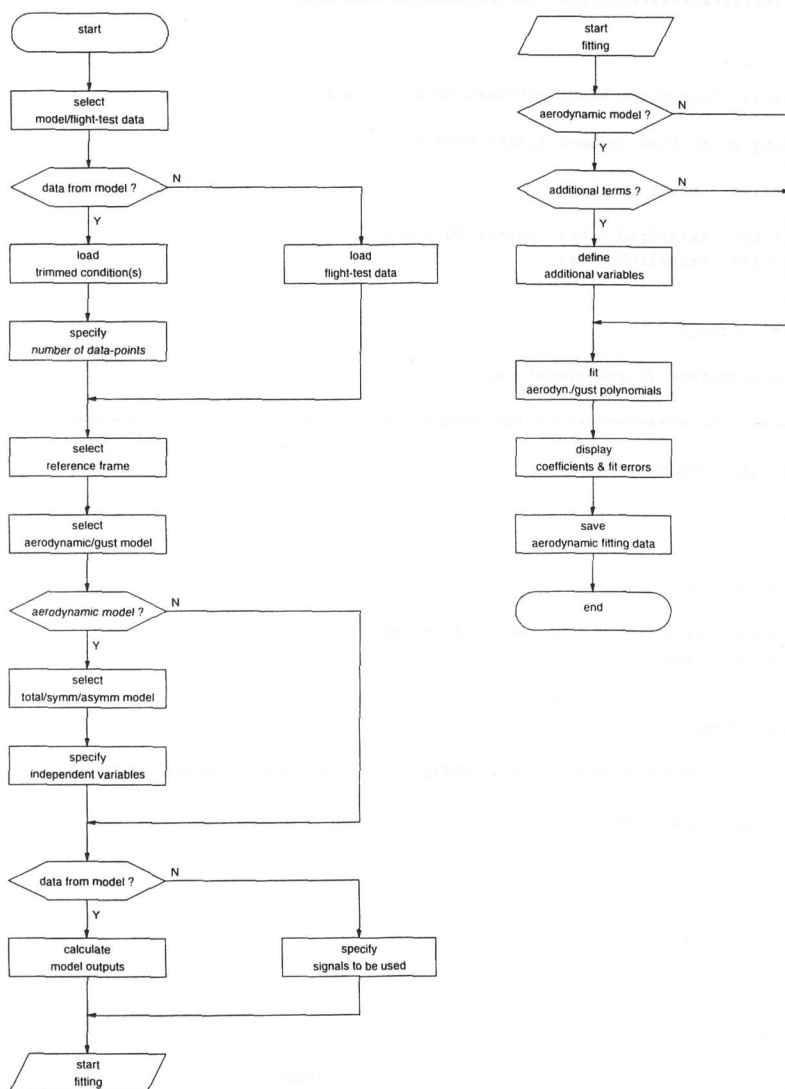 start
select
model/flight-test data
data from model ?
N
Y
load
trimmed condition(s)
load
flight-test data
specify
number of data-points
select
reference frame
select
aerodynamic/gust model
aerodynamic model ?
N
Y
select
total/symm/asymm model
specify
independent variables
data from model ?
N
Y
calculate
model outputs
specify
signals to be used
start
fitting
start
fitting
aerodynamic model ?
N
Y
additional terms ?
N
Y
define
additional variables
fit
aerodyn./gust polynomials
display
coefficients & fit errors
save
aerodynamic fitting data
end